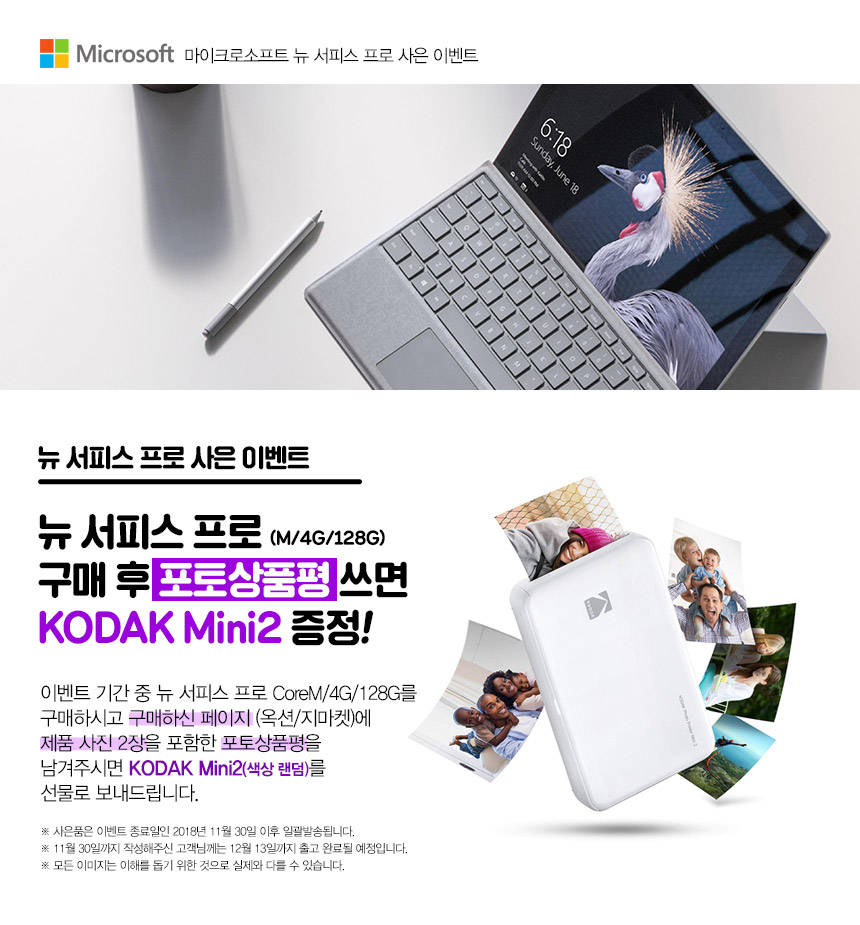 Microsoft 마이크로소프트 뉴 서피스 프로 사은 이벤트
6:18
Sunday, June 18
뉴 서피스 프로 사은 이벤트
뉴 서피스 프로 (M/4G/128G)
구매 후 포토상품평 쓰면
KODAK Mini2 증정!
이벤트 기간 중 뉴 서피스 프로 CoreM/4G/128G를
구매하시고 구매하신 페이지 (옥션/지마켓)에
제품 사진 2장을 포함한 포토상품평을
남겨주시면 KODAK Mini2(색상 랜덤)를
선물로 보내드립니다.
※ 사은품은 이벤트 종료일인 2018년 11월 30일 이후 일괄발송됩니다.
※ 11월 30일까지 작성해주신 고객님께는 12월 13일까지 출고 완료될 예정입니다.
※ 모든 이미지는 이해를 돕기 위한 것으로 실제와 다를 수 있습니다.
KODAK